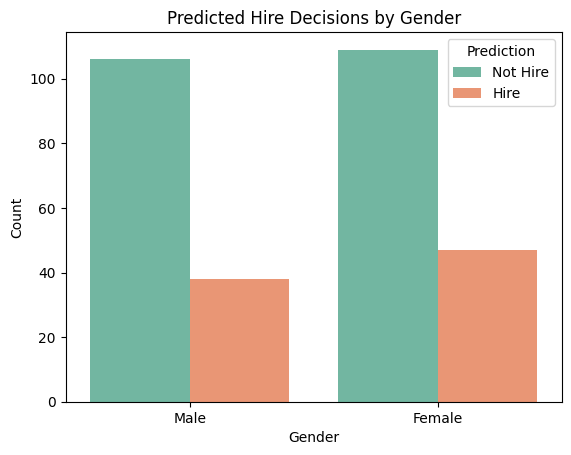 Predicted Hire Decisions by Gender
Prediction
Not Hire
Hire
Count
100
80
60
40
20
0
Male
Female
Gender